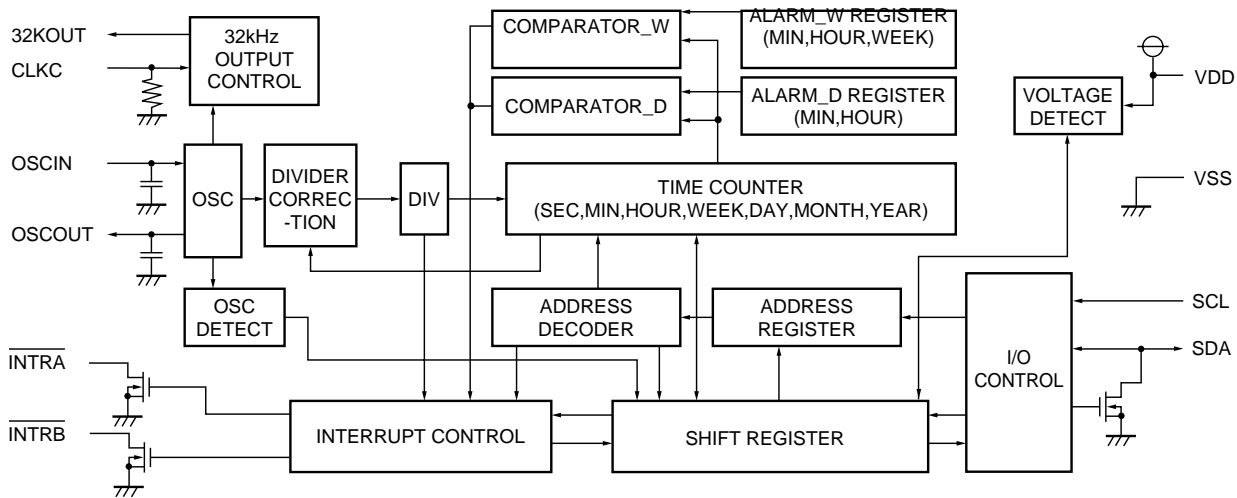 32KOUT
CLKC
32kHz
OUTPUT
CONTROL
COMPARATOR_W
ALARM_W REGISTER
(MIN,HOUR,WEEK)
COMPARATOR_D
ALARM_D REGISTER
(MIN,HOUR)
VOLTAGE
DETECT
VDD
VSS
OSCIN
OSCOUT
OSC
DIVIDER
CORREC
-TION
DIV
TIME COUNTER
(SEC,MIN,HOUR,WEEK,DAY,MONTH,YEAR)
OSC
DETECT
ADDRESS
DECODER
ADDRESS
REGISTER
I/O
CONTROL
SCL
SDA
INTRA
INTRB
INTERRUPT CONTROL
SHIFT REGISTER